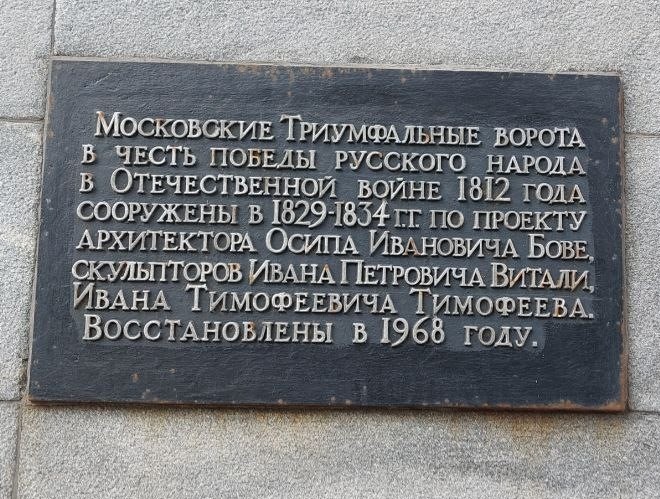 Московские Триумфальные ворота
в честь победы русского народа
в Отечественной войне 1812 года
сооружены в 1829-1834 г.г. по проекту
архитектора Осипа Ивановича Бове,
скульпторов Ивана Петровича Витали,
Ивана Тимофеевича Тимофеева.
Восстановлены в 1968 году.